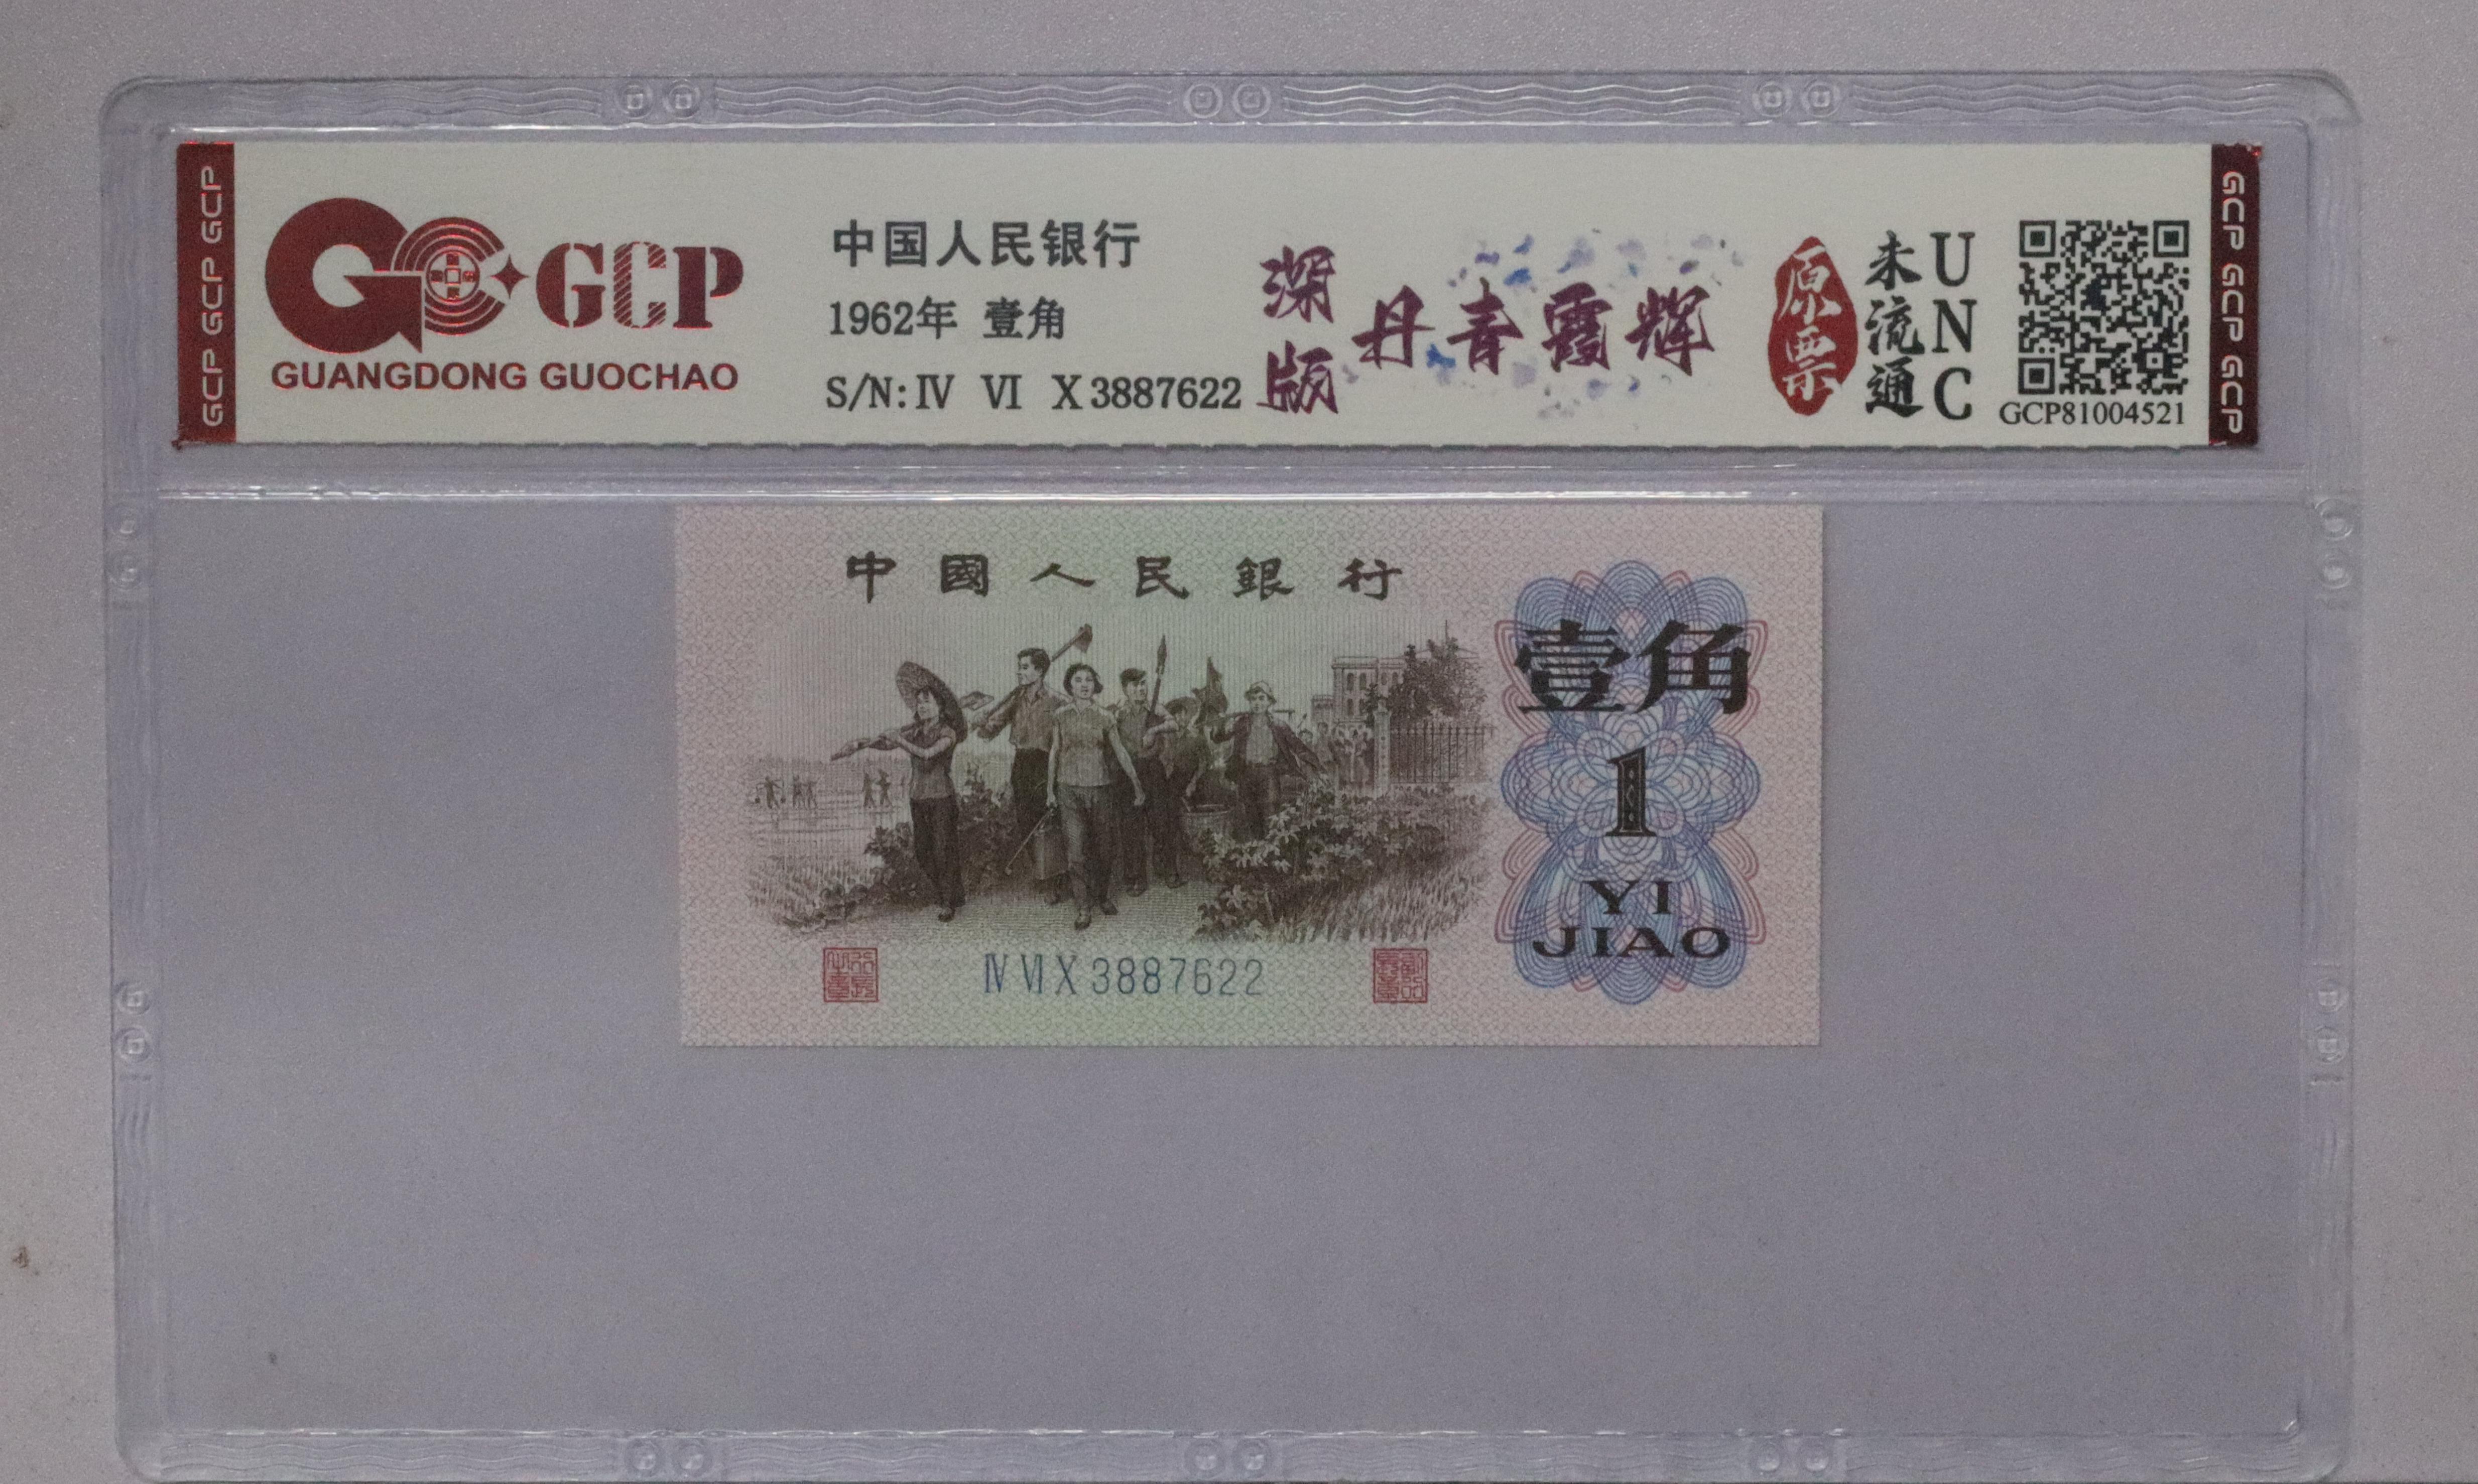 GCP GCP GCP
GCP
GUANGDONG GUOCHAO
中国人民银行
1962年 壹角
S/N: IV VI X 3887622
深版
丹青霞辉
原票
未流通
UNC
GCP81004521
GCP GCP GCP
中國人民銀行
壹角
1
YI
JIAO
IV VI X 3887622